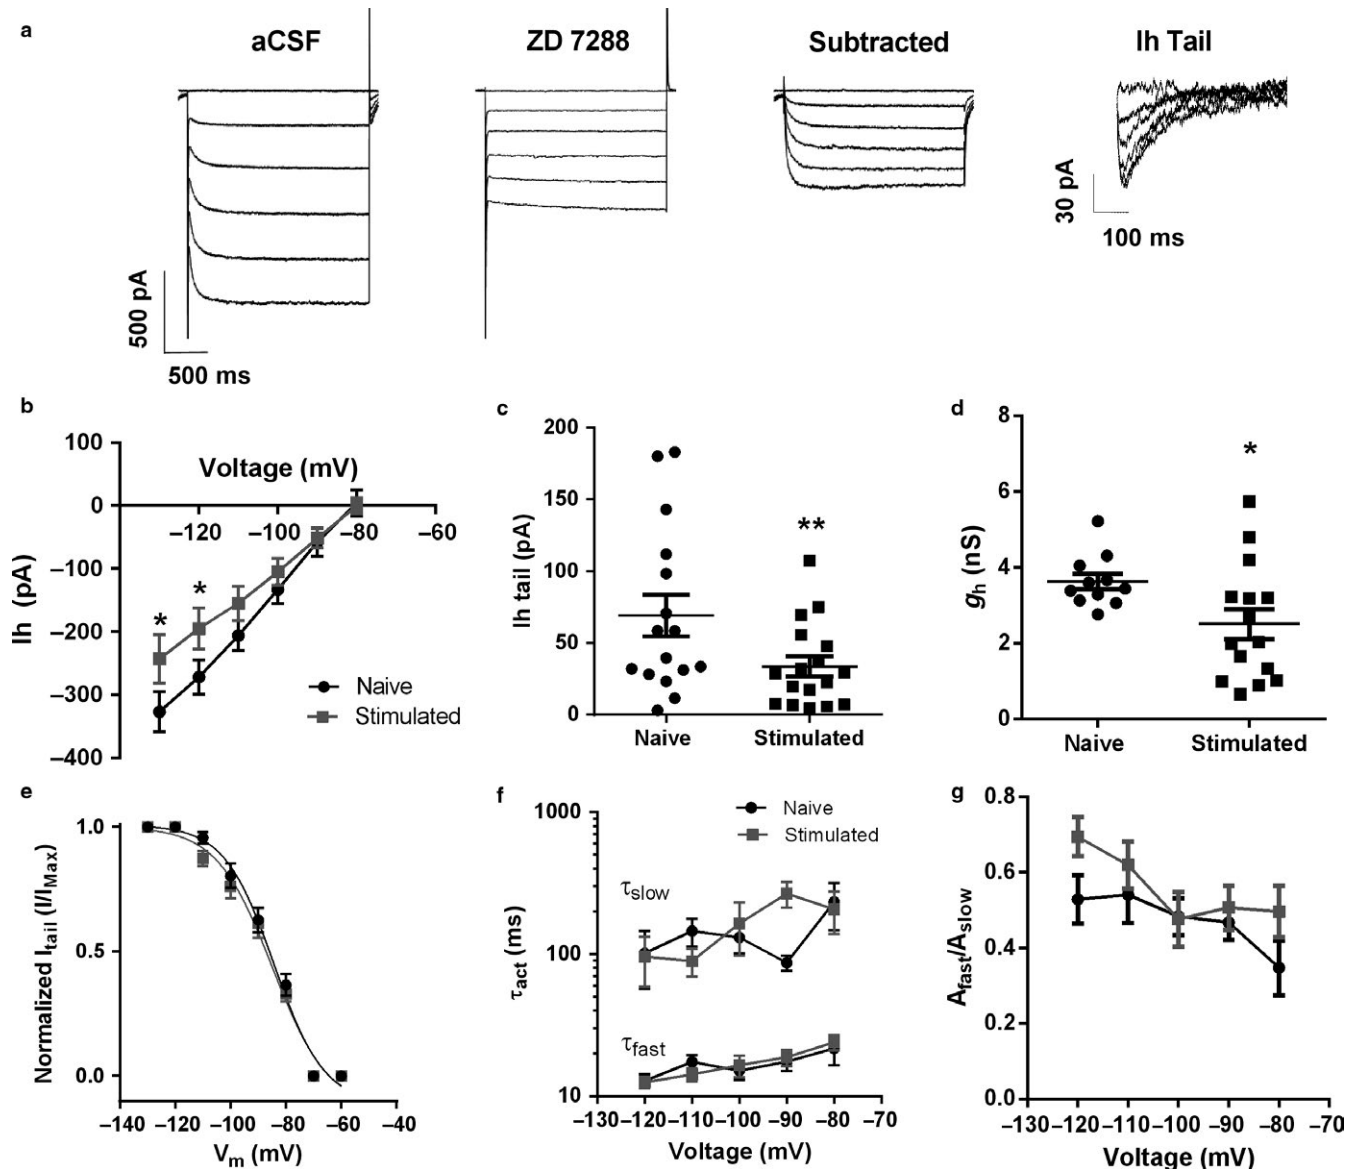 a
aCSF
ZD 7288
Subtracted
Ih Tail
500 pA
500 ms
30 pA
100 ms
b
100
0
–100
–200
–300
–400
Ih (pA)
Voltage (mV)
–120
–100
–80
–60
*
*
Naive
Stimulated
c
200
150
100
50
0
Ih tail (pA)
**
Naive
Stimulated
d
8
6
4
2
0
gh (nS)
*
Naive
Stimulated
e
1.0
0.5
0.0
Normalized Itail (I/IMax)
–140
–120
–100
–80
–60
–40
Vm (mV)
f
1000
100
10
τact (ms)
Naive
Stimulated
τslow
τfast
–130
–120
–110
–100
–90
–80
–70
Voltage (mV)
g
0.8
0.6
0.4
0.2
0.0
Afast/Aslow
–130
–120
–110
–100
–90
–80
–70
Voltage (mV)